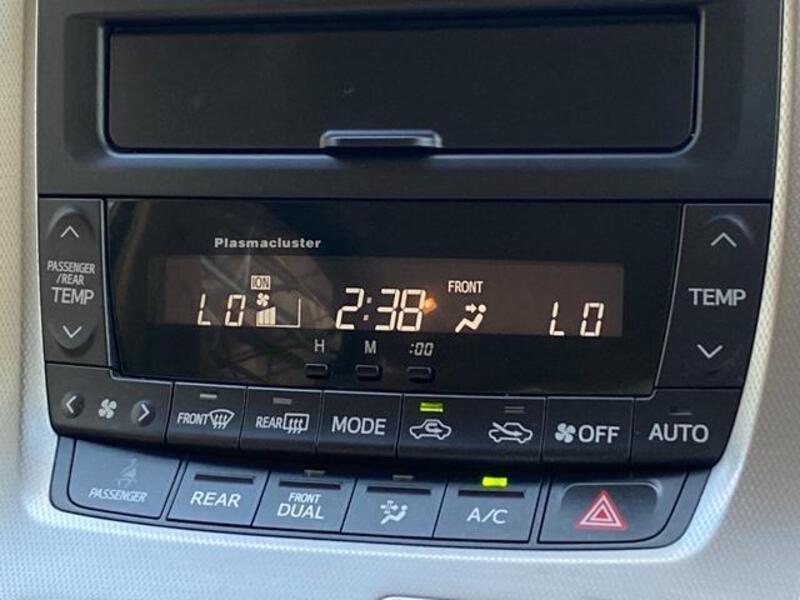 Plasmacluster
PASSENGER
/REAR
TEMP
ION
LO
2:38
FRONT
LO
TEMP
H
M
:00
FRONT
REAR
MODE
OFF
AUTO
PASSENGER
REAR
FRONT
DUAL
A/C